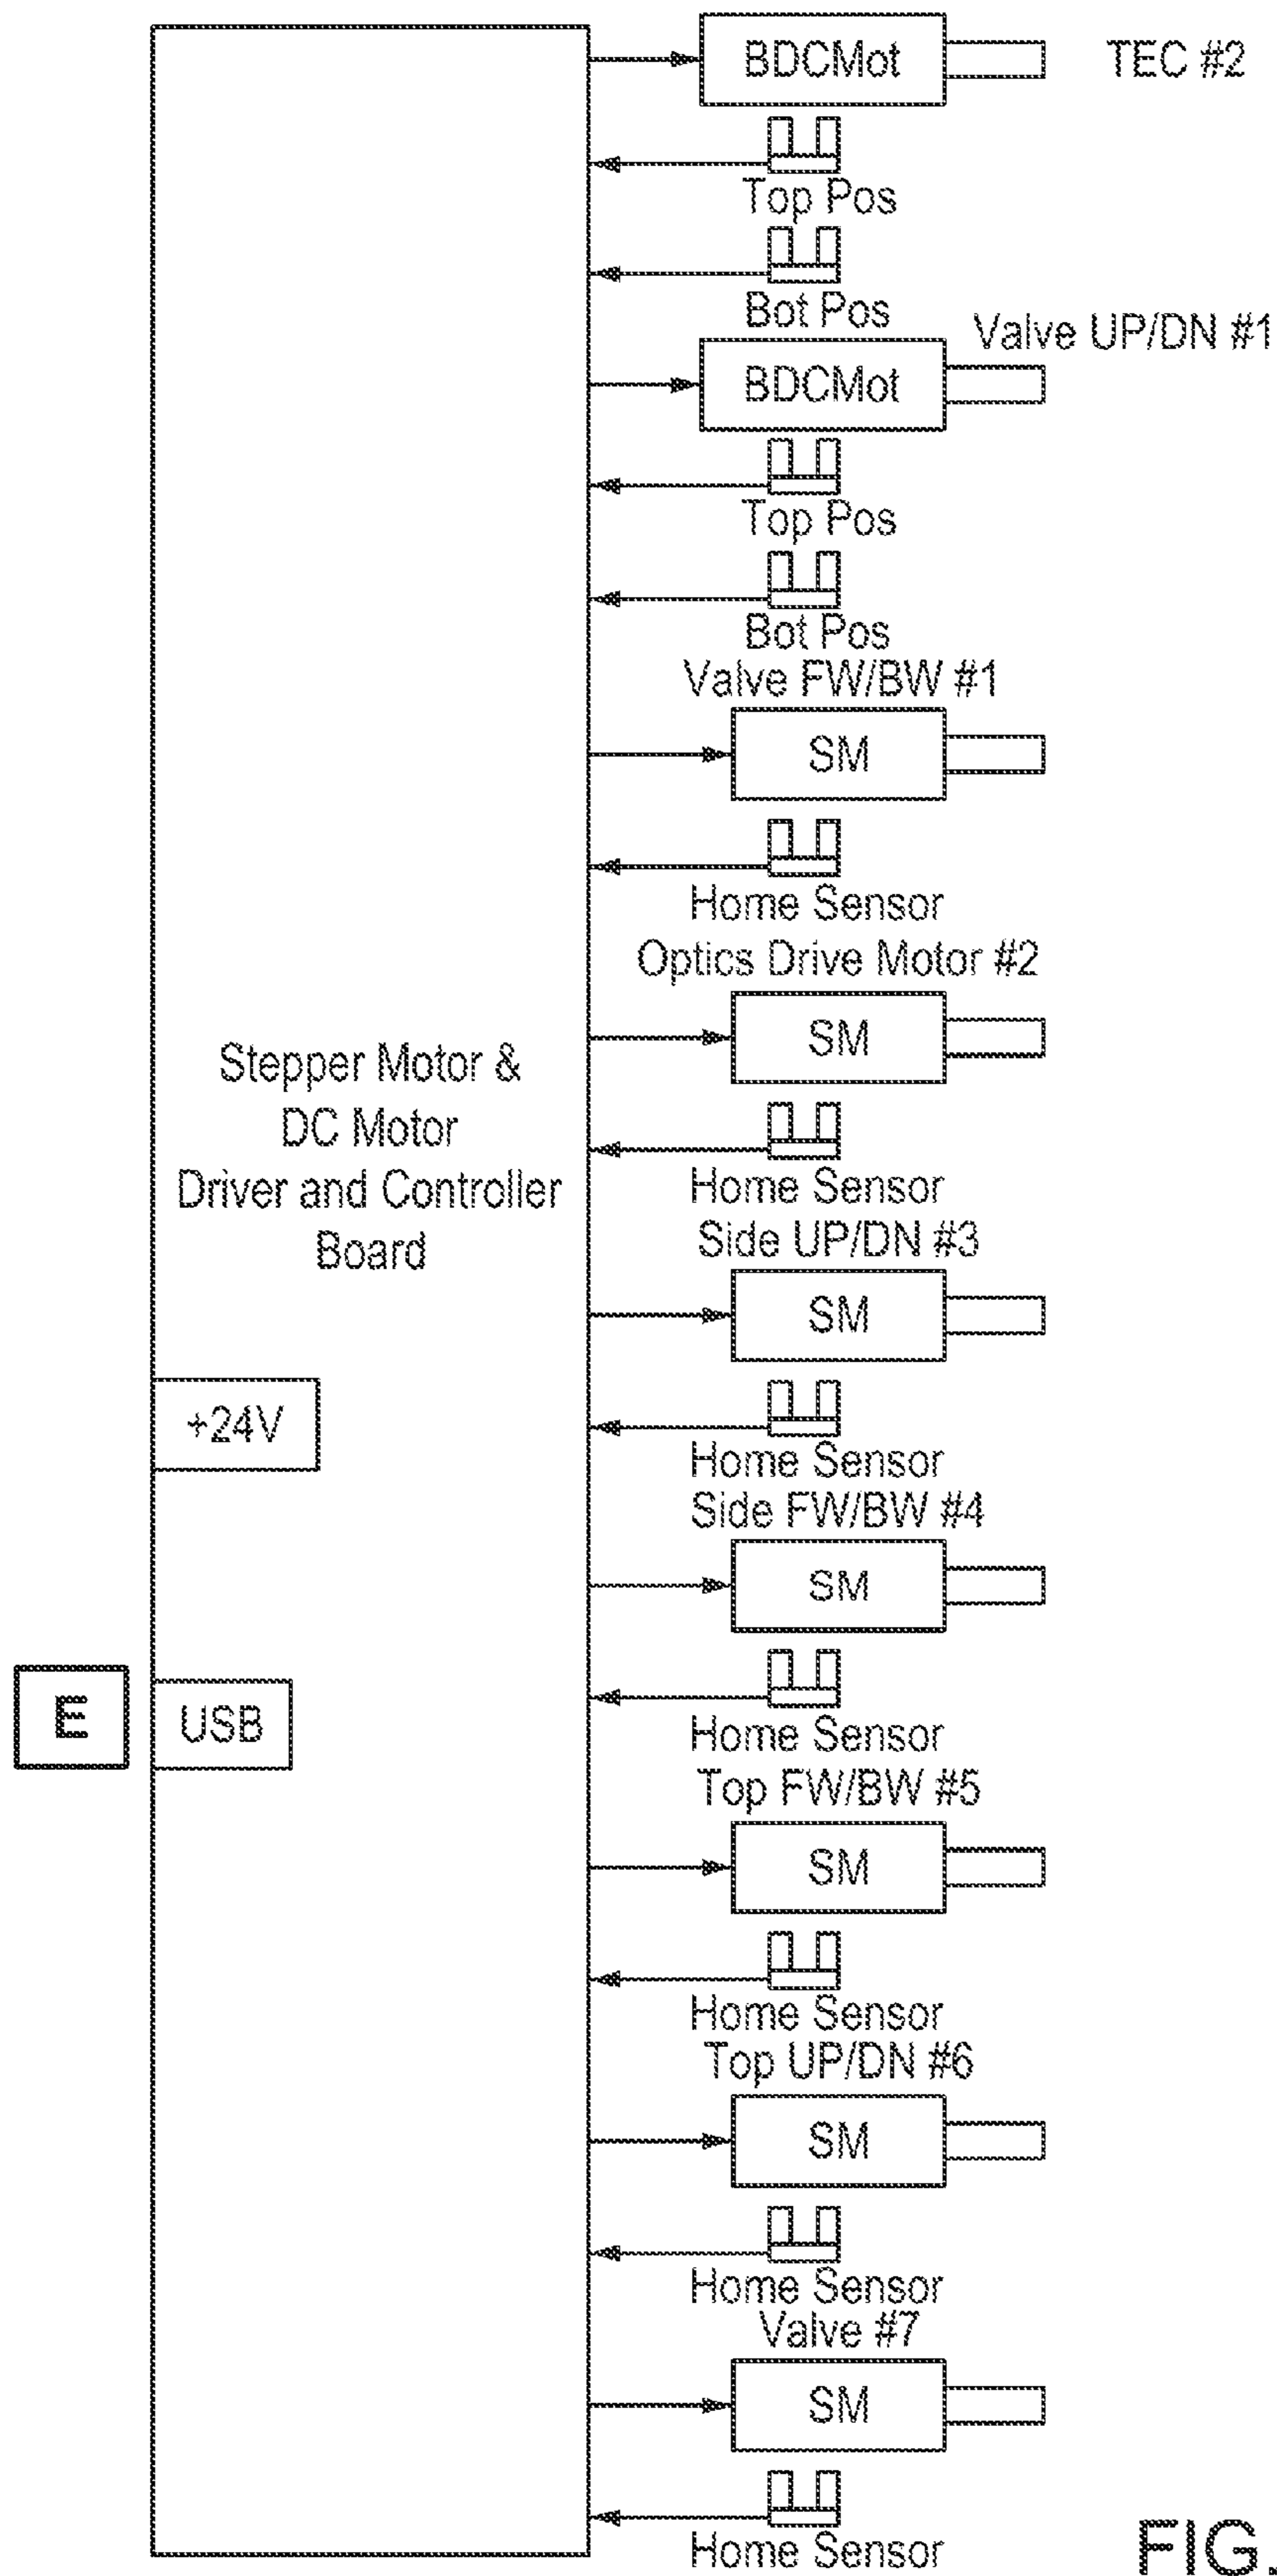 BDCMot TEC #2
Top Pos
Bot Pos
Valve UP/DN #1
BDCMot
Top Pos
Bot Pos
Valve FW/BW #1
SM
Home Sensor
Optics Drive Motor #2
SM
Stepper Motor &
DC Motor
Driver and Controller
Board
Home Sensor
Side UP/DN #3
SM
+24V
Home Sensor
Side FW/BW #4
SM
E USB
Home Sensor
Top FW/BW #5
SM
Home Sensor
Top UP/DN #6
SM
Home Sensor
Valve #7
SM
Home Sensor
FIG.